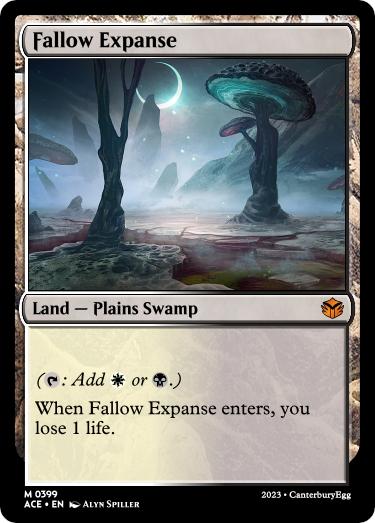 Fallow Expanse
Land — Plains Swamp
(: Add or .)
When Fallow Expanse enters, you
lose 1 life.
M 0399
ACE • EN Alyn Spiller
2023 • CanterburyEgg